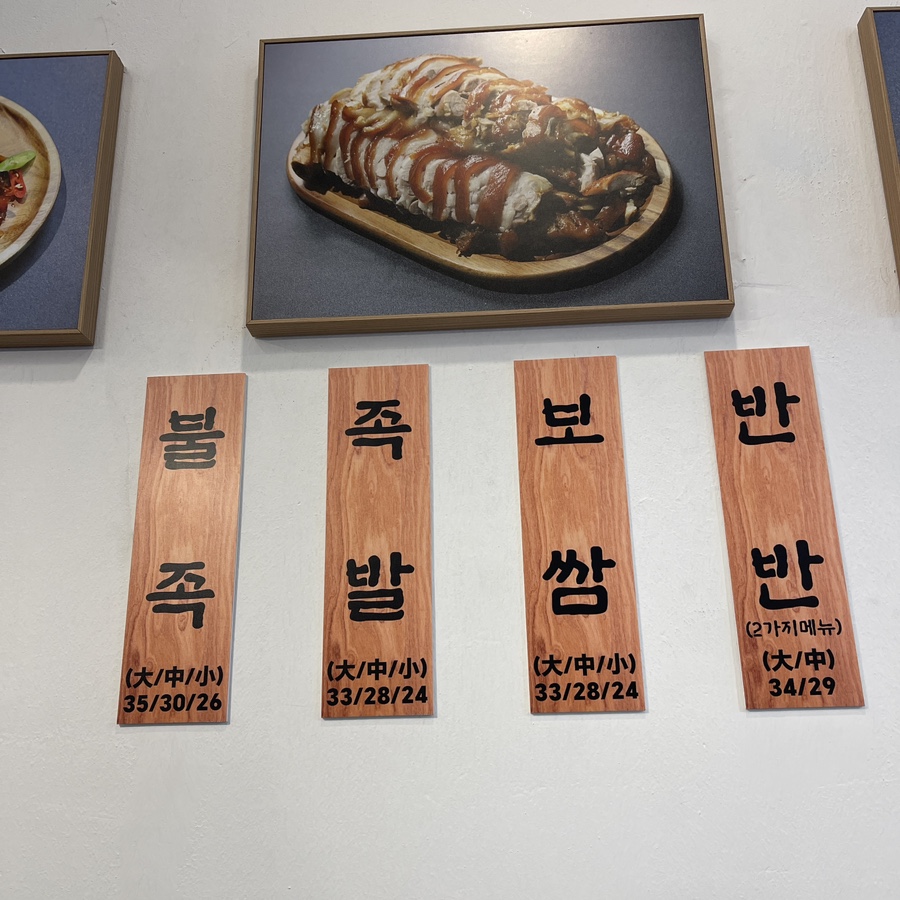 불족
(大/中/小)
35/30/26
족발
(大/中/小)
33/28/24
보쌈
(大/中/小)
33/28/24
반반
(2가지메뉴)
(大/中)
34/29